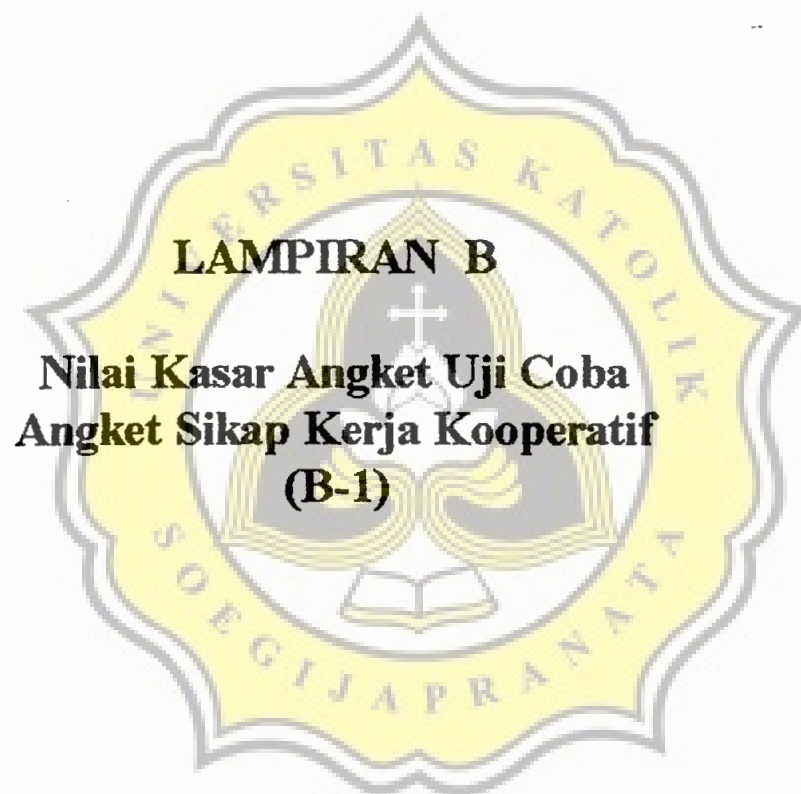 LAMPIRAN B
Nilai Kasar Angket Uji Coba
Angket Sikap Kerja Kooperatif
(B-1)
UNIVERSITAS KATOLIK
SOEGIJAPRANATA